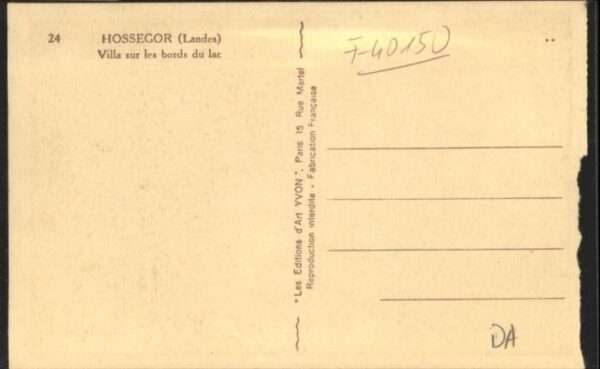 24 HOSSEGOR (Landes)
Villa sur les bords du lac
F-40150
"Les Editions d'Art YVON", Paris 15 Rue Martel
Reproduction interdite - Fabrication Française
DA